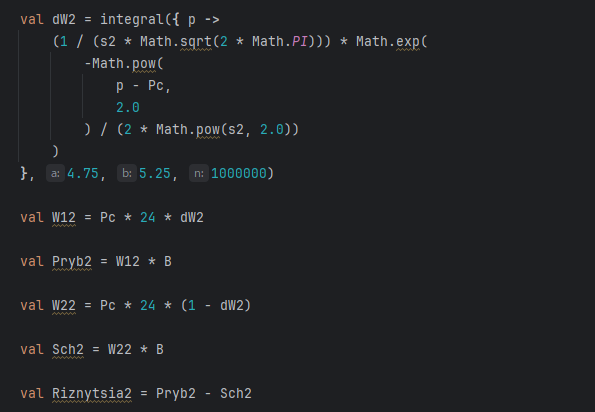 val dW2 = integral({ p ->
(1 / (s2 * Math.sqrt(2 * Math.PI))) * Math.exp(
-Math.pow(
p - Pc,
2.0
) / (2 * Math.pow(s2, 2.0))
)
}, a: 4.75, b: 5.25, n: 1000000)
val W12 = Pc * 24 * dW2
val Pryb2 = W12 * B
val W22 = Pc * 24 * (1 - dW2)
val Sch2 = W22 * B
val Riznytsia2 = Pryb2 - Sch2